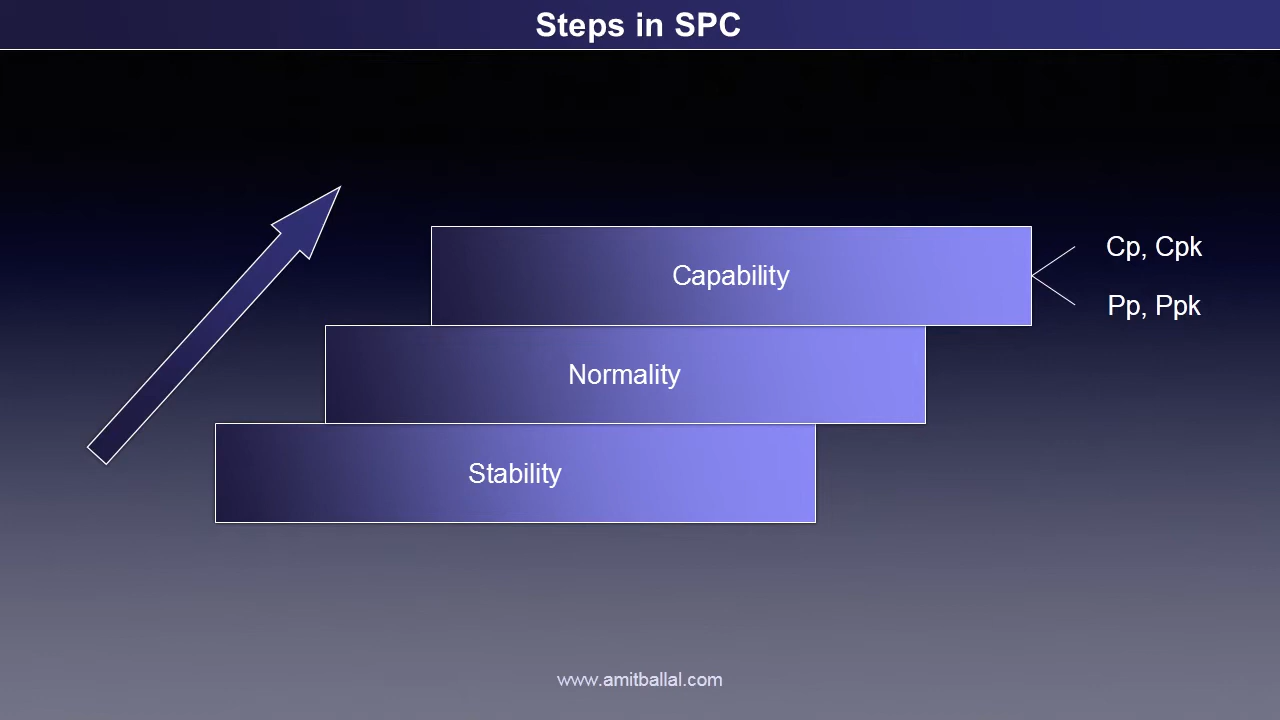 Steps in SPC
Capability
Cp, Cpk
Pp, Ppk
Normality
Stability
www.amitballal.com